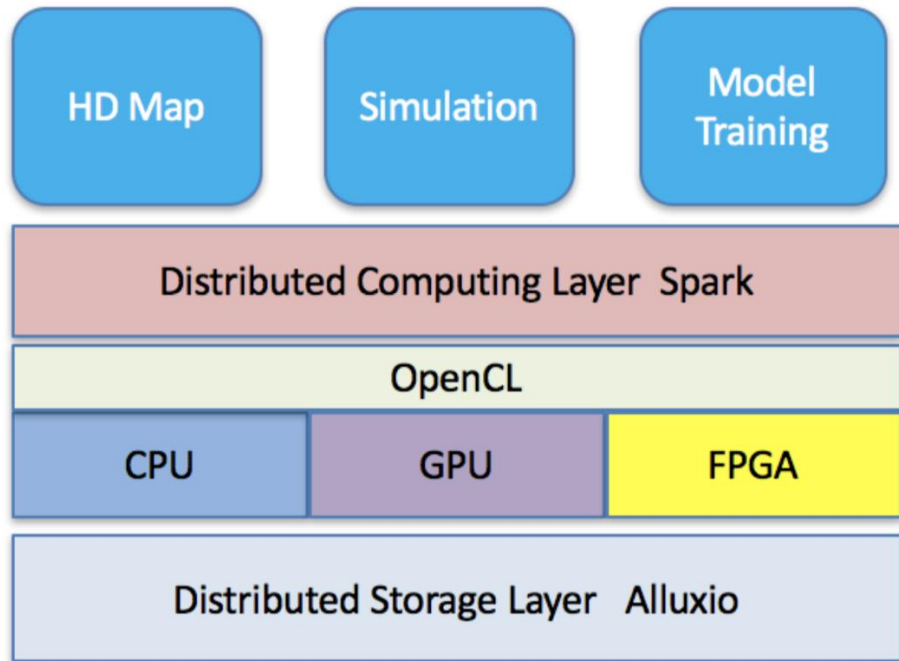 HD Map
Simulation
Model
Training
Distributed Computing Layer Spark
OpenCL
CPU
GPU
FPGA
Distributed Storage Layer Alluxio